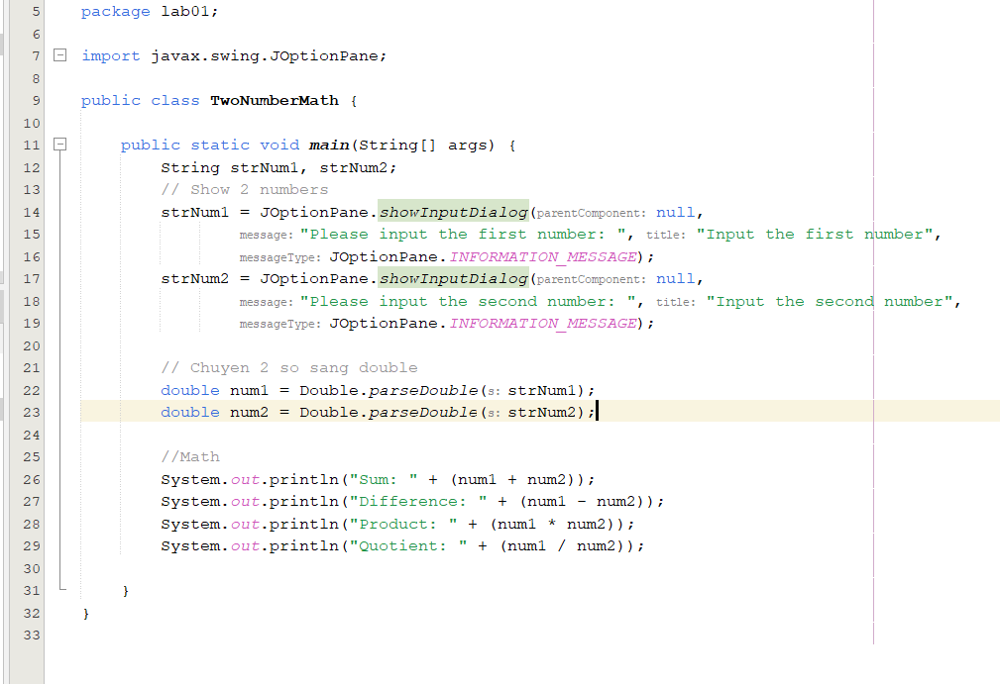 5 package lab01;
6
7 import javax.swing.JOptionPane;
8
9 public class TwoNumberMath {
10
11 public static void main(String[] args) {
12 String strNum1, strNum2;
13 // Show 2 numbers
14 strNum1 = JOptionPane.showInputDialog(parentComponent: null,
15 message: "Please input the first number: ", title: "Input the first number",
16 messageType: JOptionPane.INFORMATION_MESSAGE);
17 strNum2 = JOptionPane.showInputDialog(parentComponent: null,
18 message: "Please input the second number: ", title: "Input the second number",
19 messageType: JOptionPane.INFORMATION_MESSAGE);
20
21 // Chuyen 2 so sang double
22 double num1 = Double.parseDouble(s: strNum1);
23 double num2 = Double.parseDouble(s: strNum2);
24
25 //Math
26 System.out.println("Sum: " + (num1 + num2));
27 System.out.println("Difference: " + (num1 - num2));
28 System.out.println("Product: " + (num1 * num2));
29 System.out.println("Quotient: " + (num1 / num2));
30
31 }
32 }
33